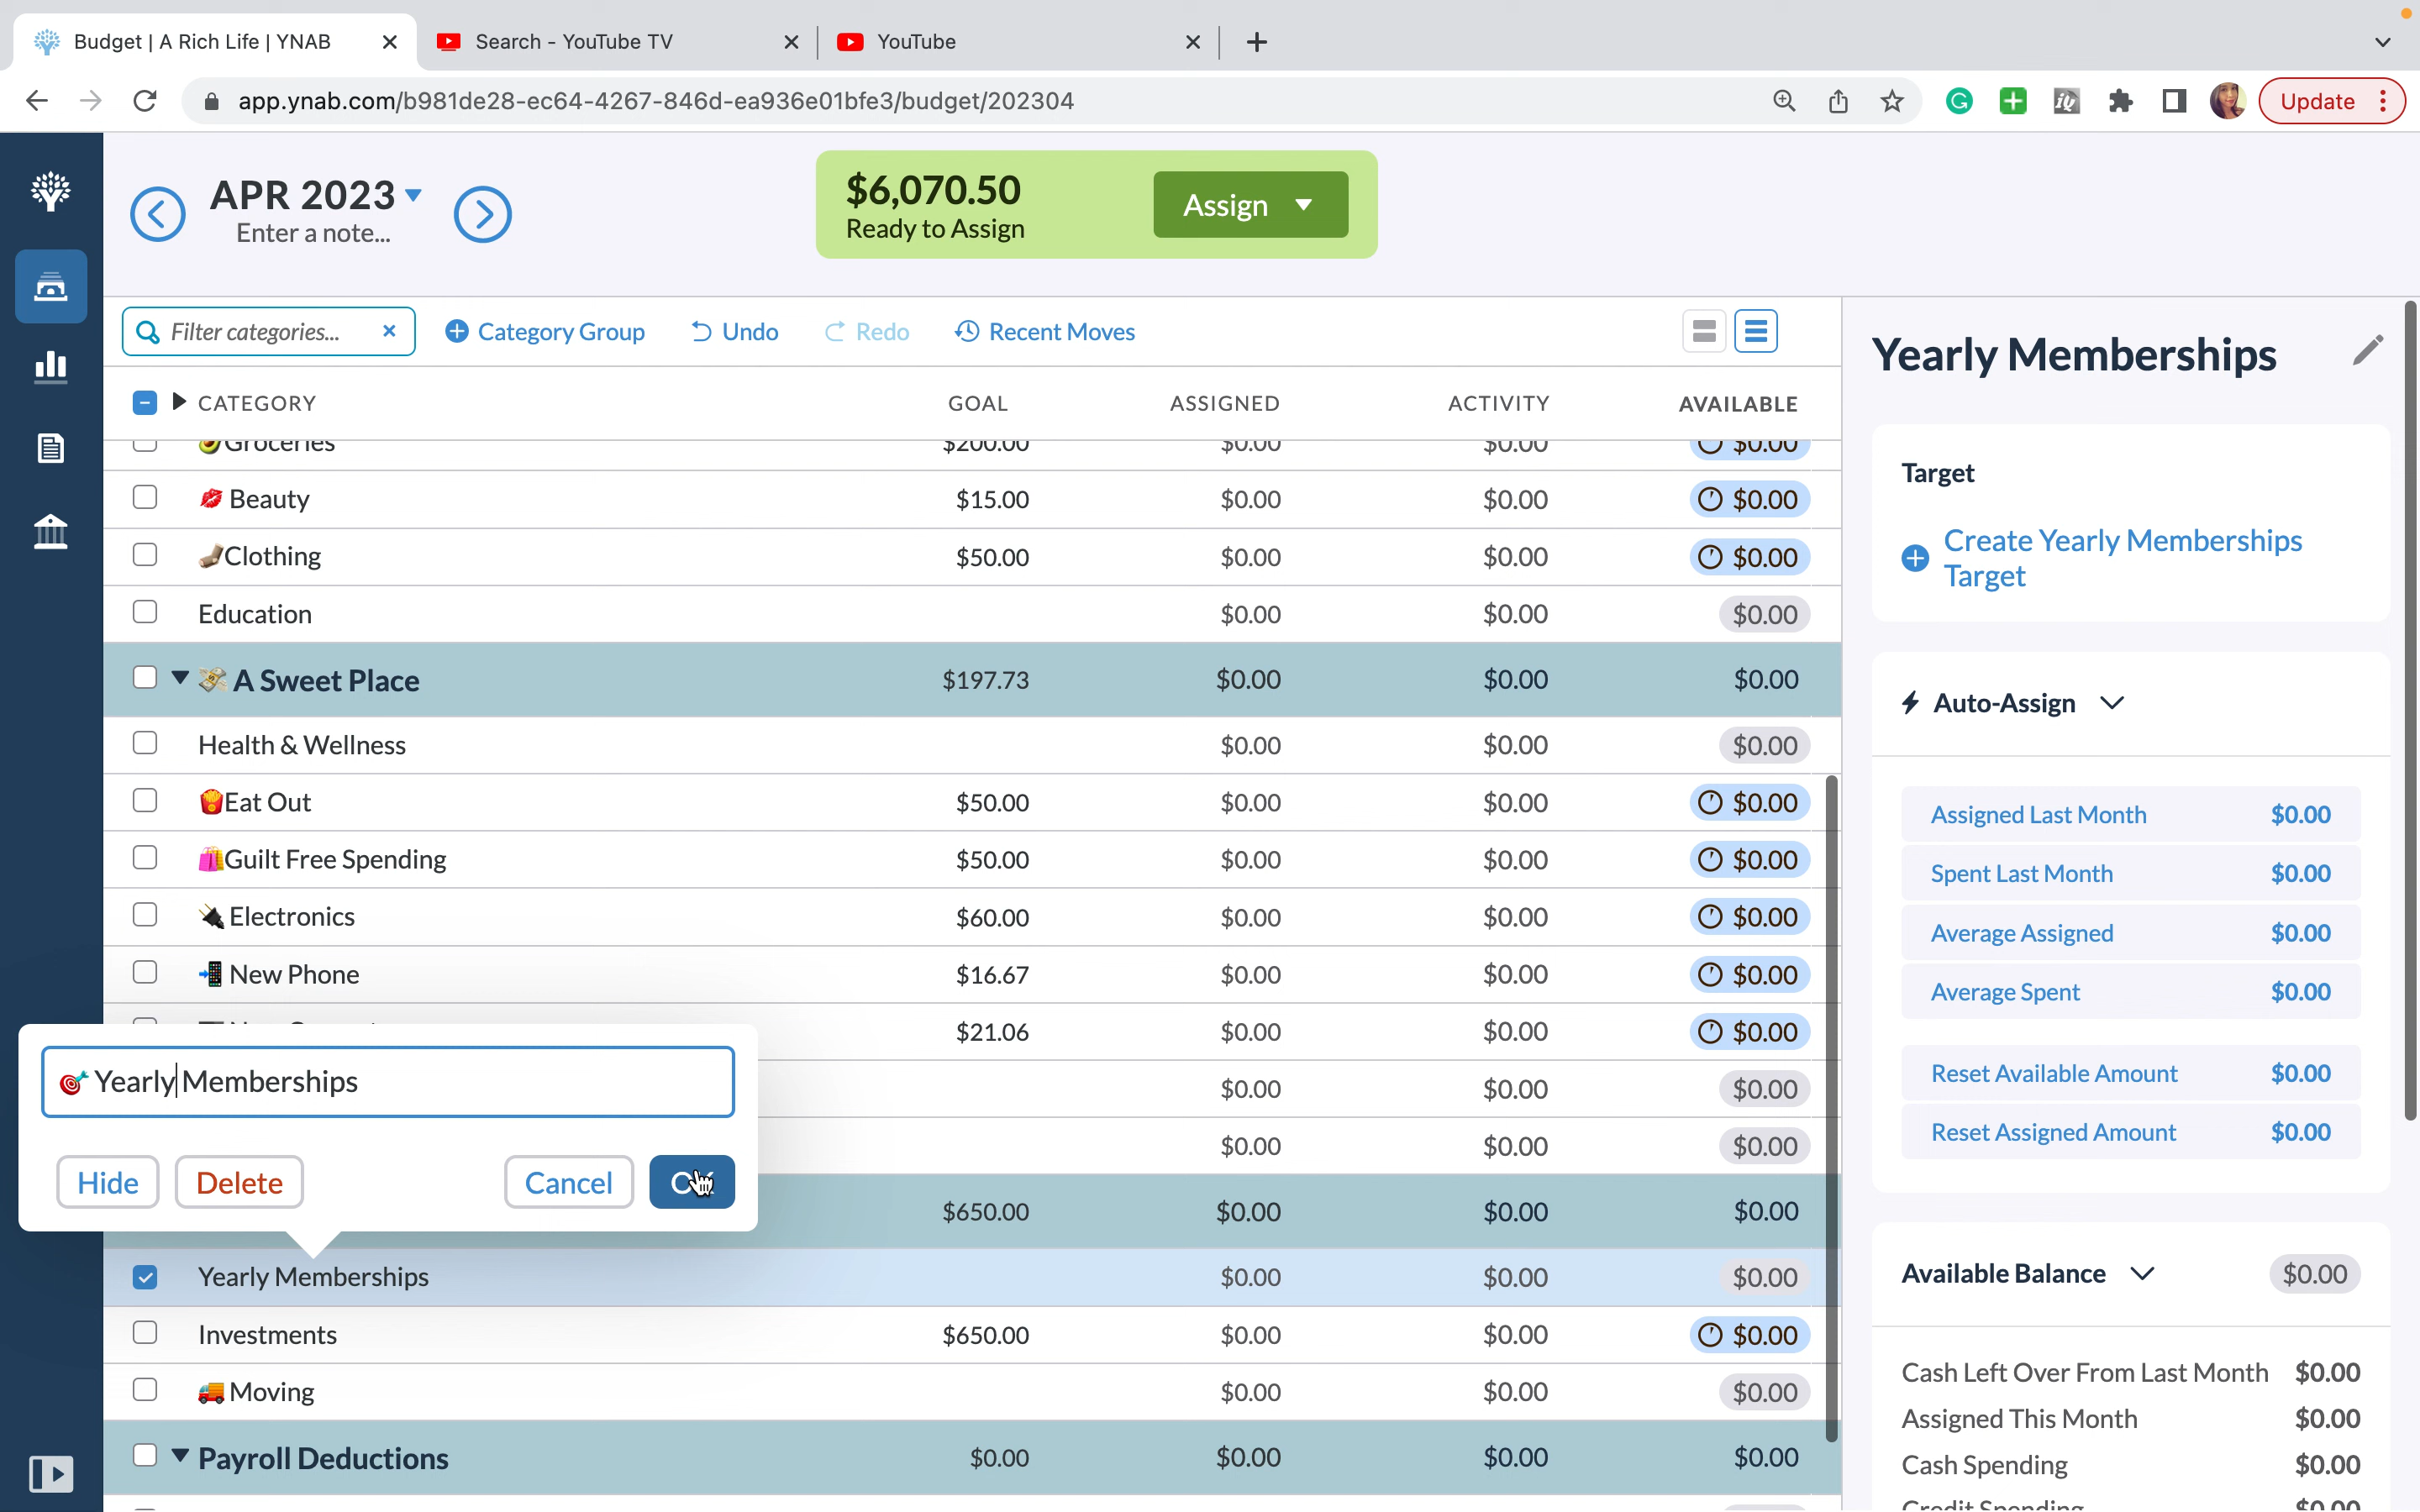 Budget | A Rich Life | YNAB
Search - YouTube TV
YouTube
app.ynab.com/b981de28-ec64-4267-846d-ea936e01bfe3/budget/202304
Update
APR 2023
Enter a note...
$6,070.50
Ready to Assign
Assign
Filter categories...
Category Group
Undo
Redo
Recent Moves
CATEGORY GOAL ASSIGNED ACTIVITY AVAILABLE
Groceries $200.00 $0.00 $0.00 $0.00
Beauty $15.00 $0.00 $0.00 $0.00
Clothing $50.00 $0.00 $0.00 $0.00
Education $0.00 $0.00 $0.00
A Sweet Place $197.73 $0.00 $0.00 $0.00
Health & Wellness $0.00 $0.00 $0.00
Eat Out $50.00 $0.00 $0.00 $0.00
Guilt Free Spending $50.00 $0.00 $0.00 $0.00
Electronics $60.00 $0.00 $0.00 $0.00
New Phone $16.67 $0.00 $0.00 $0.00
$21.06 $0.00 $0.00 $0.00
$0.00 $0.00 $0.00
$0.00 $0.00 $0.00
$650.00 $0.00 $0.00 $0.00
Yearly Memberships
Hide
Delete
Cancel
Yearly Memberships $0.00 $0.00 $0.00
Investments $650.00 $0.00 $0.00 $0.00
Moving $0.00 $0.00 $0.00
Payroll Deductions $0.00 $0.00 $0.00 $0.00
Yearly Memberships
Target
Create Yearly Memberships
Target
Auto-Assign
Assigned Last Month $0.00
Spent Last Month $0.00
Average Assigned $0.00
Average Spent $0.00
Reset Available Amount $0.00
Reset Assigned Amount $0.00
Available Balance $0.00
Cash Left Over From Last Month $0.00
Assigned This Month $0.00
Cash Spending $0.00
Credit Spending $0.00